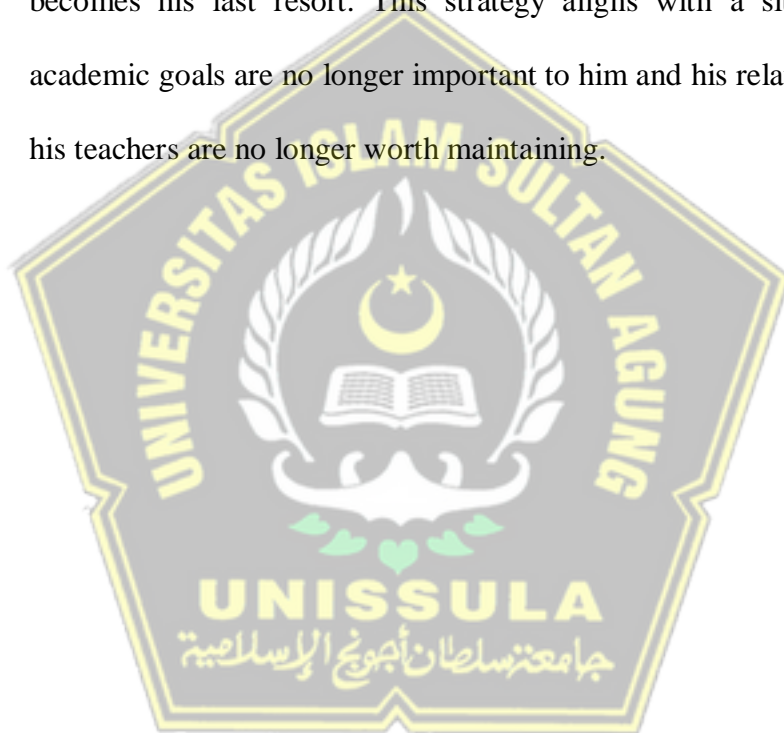 becomes his last resort. This strategy aligns with a
academic goals are no longer important to him and his
his teachers are no longer worth maintaining.
UNIVERSITAS ISLAM SULTAN AGUNG
UNISSULA
جامعة سلطان أجونج الإسلامية